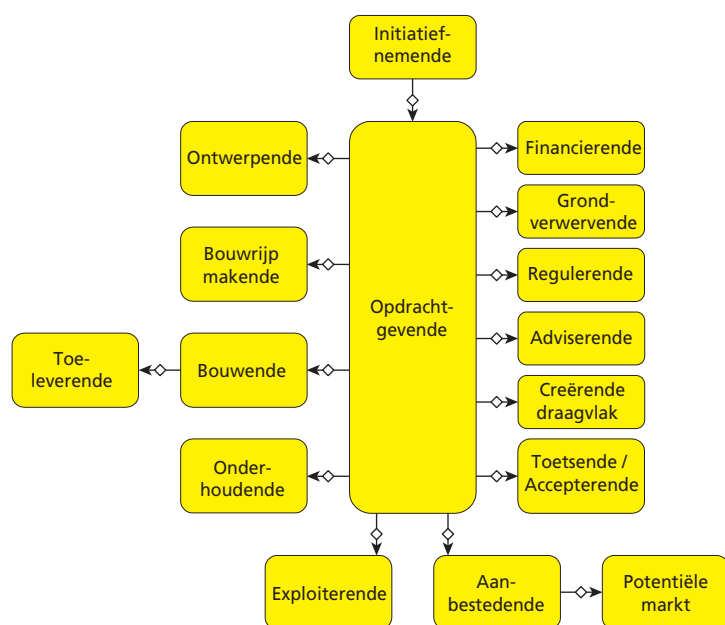 Initiatief-
nemende
Ontwerpende
Financierende
Grond-
verwervende
Bouwrijp
makende
Regulerende
Opdracht-
gevende
Adviserende
Toe-
leverende
Bouwende
Creërende
draagvlak
Onder-
houdende
Toetsende /
Accepterende
Exploiterende
Aan-
bestedende
Potentiële
markt